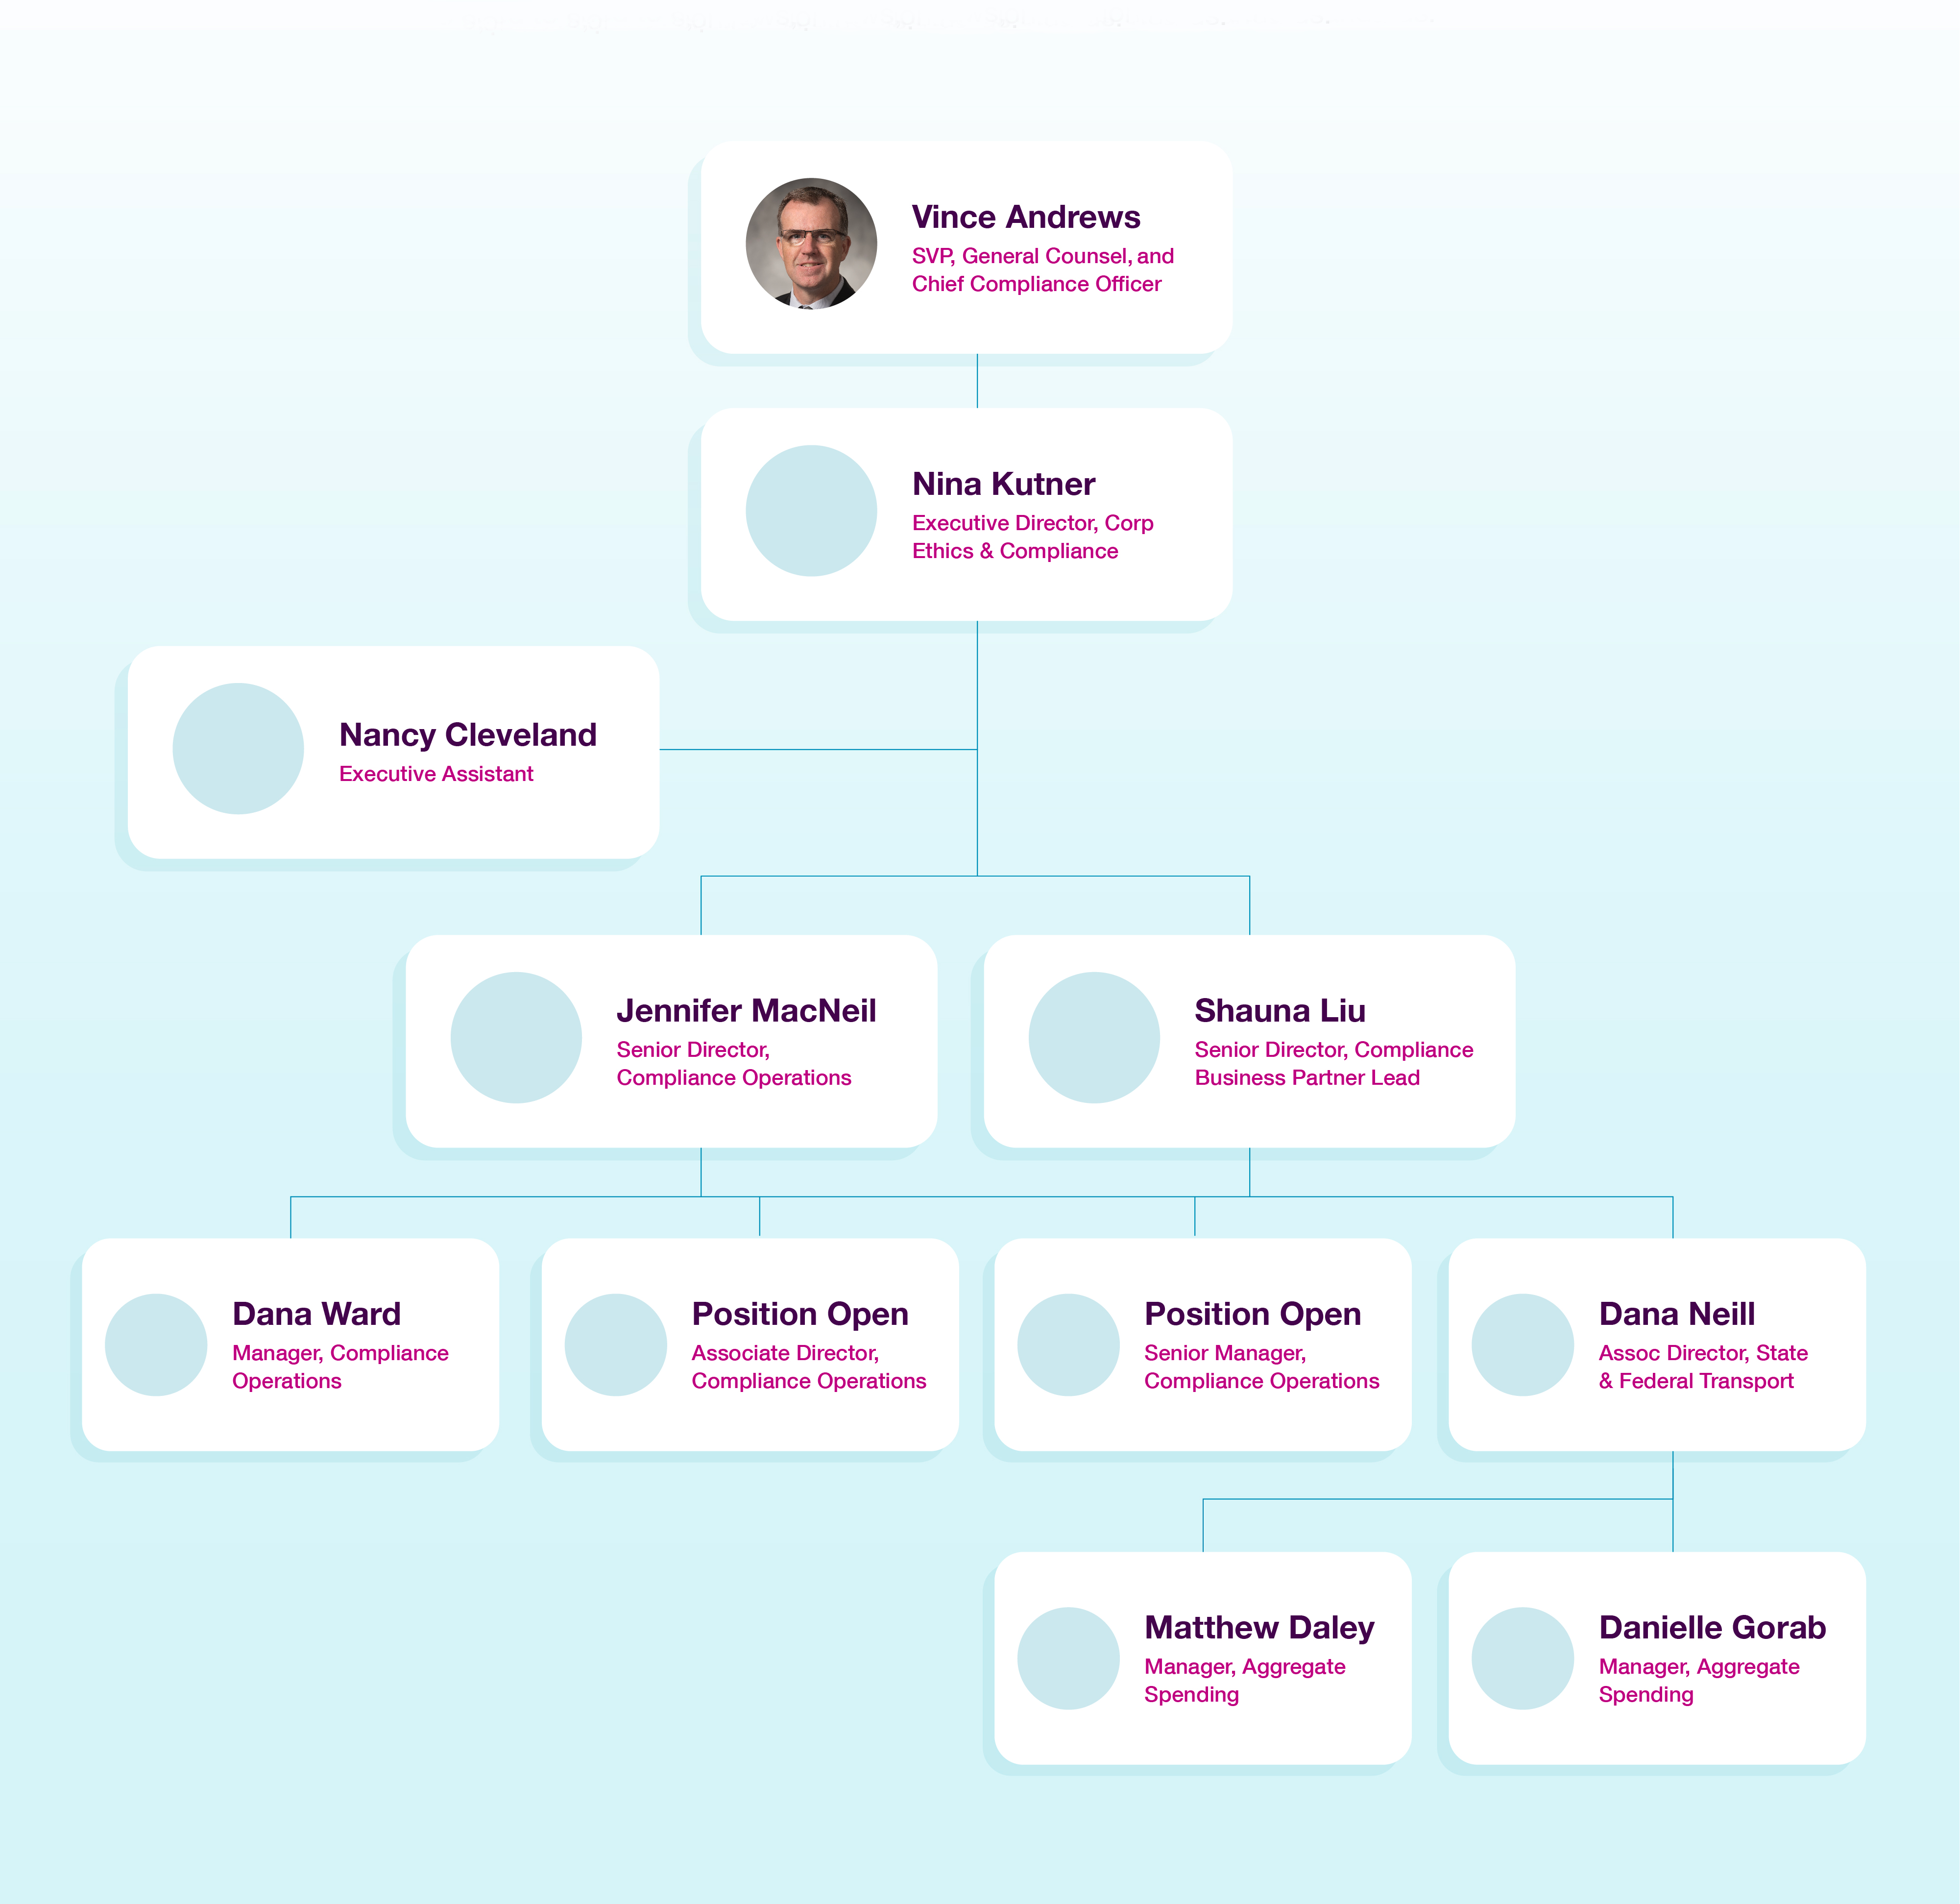 Vince Andrews
SVP, General Counsel, and
Chief Compliance Officer
Nina Kutner
Executive Director, Corp
Ethics & Compliance
Nancy Cleveland
Executive Assistant
Jennifer MacNeil
Senior Director,
Compliance Operations
Shauna Liu
Senior Director, Compliance
Business Partner Lead
Dana Ward
Manager, Compliance
Operations
Position Open
Associate Director,
Compliance Operations
Position Open
Senior Manager,
Compliance Operations
Dana Neill
Assoc Director, State
& Federal Transport
Matthew Daley
Manager, Aggregate
Spending
Danielle Gorab
Manager, Aggregate
Spending